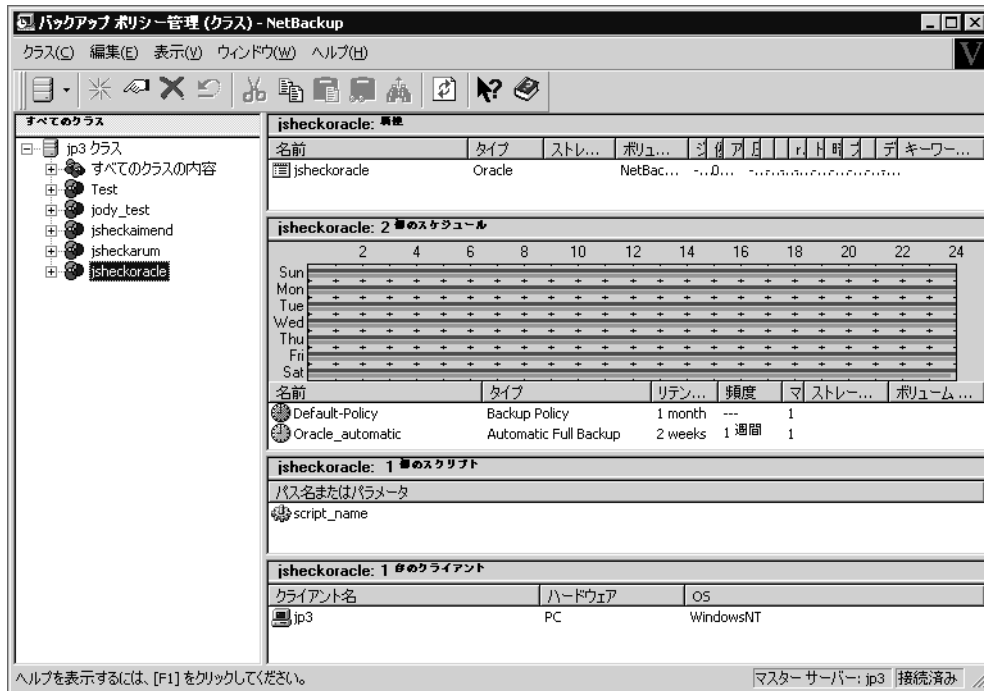 バックアップ ポリシー管理 (クラス) - NetBackup
クラス(C) 編集(E) 表示(V) ウィンドウ(W) ヘルプ(H)
V
すべてのクラス
jp3 クラス
すべてのクラスの内容
Test
jody_test
jsheckaimend
jsheckarum
jsheckoracle
jsheckoracle:
名前 タイプ ストレ... ボリュ... キーワー...
jsheckoracle Oracle NetBac... -...0...
jsheckoracle: 2 個のスケジュール
2 4 6 8 10 12 14 16 18 20 22 24
Sun
Mon
Tue
Wed
Thu
Fri
Sat
名前 タイプ リテン... 頻度 マ ストレー... ボリューム ...
Default-Policy Backup Policy 1 month --- 1
Oracle_automatic Automatic Full Backup 2 weeks 1 週間 1
jsheckoracle: 1 個のスクリプト
パス名またはパラメータ
script_name
jsheckoracle: 1 台のクライアント
クライアント名 ハードウェア OS
jp3 PC WindowsNT
ヘルプを表示するには、[F1] をクリックしてください。
マスター サーバー: jp3 接続済み